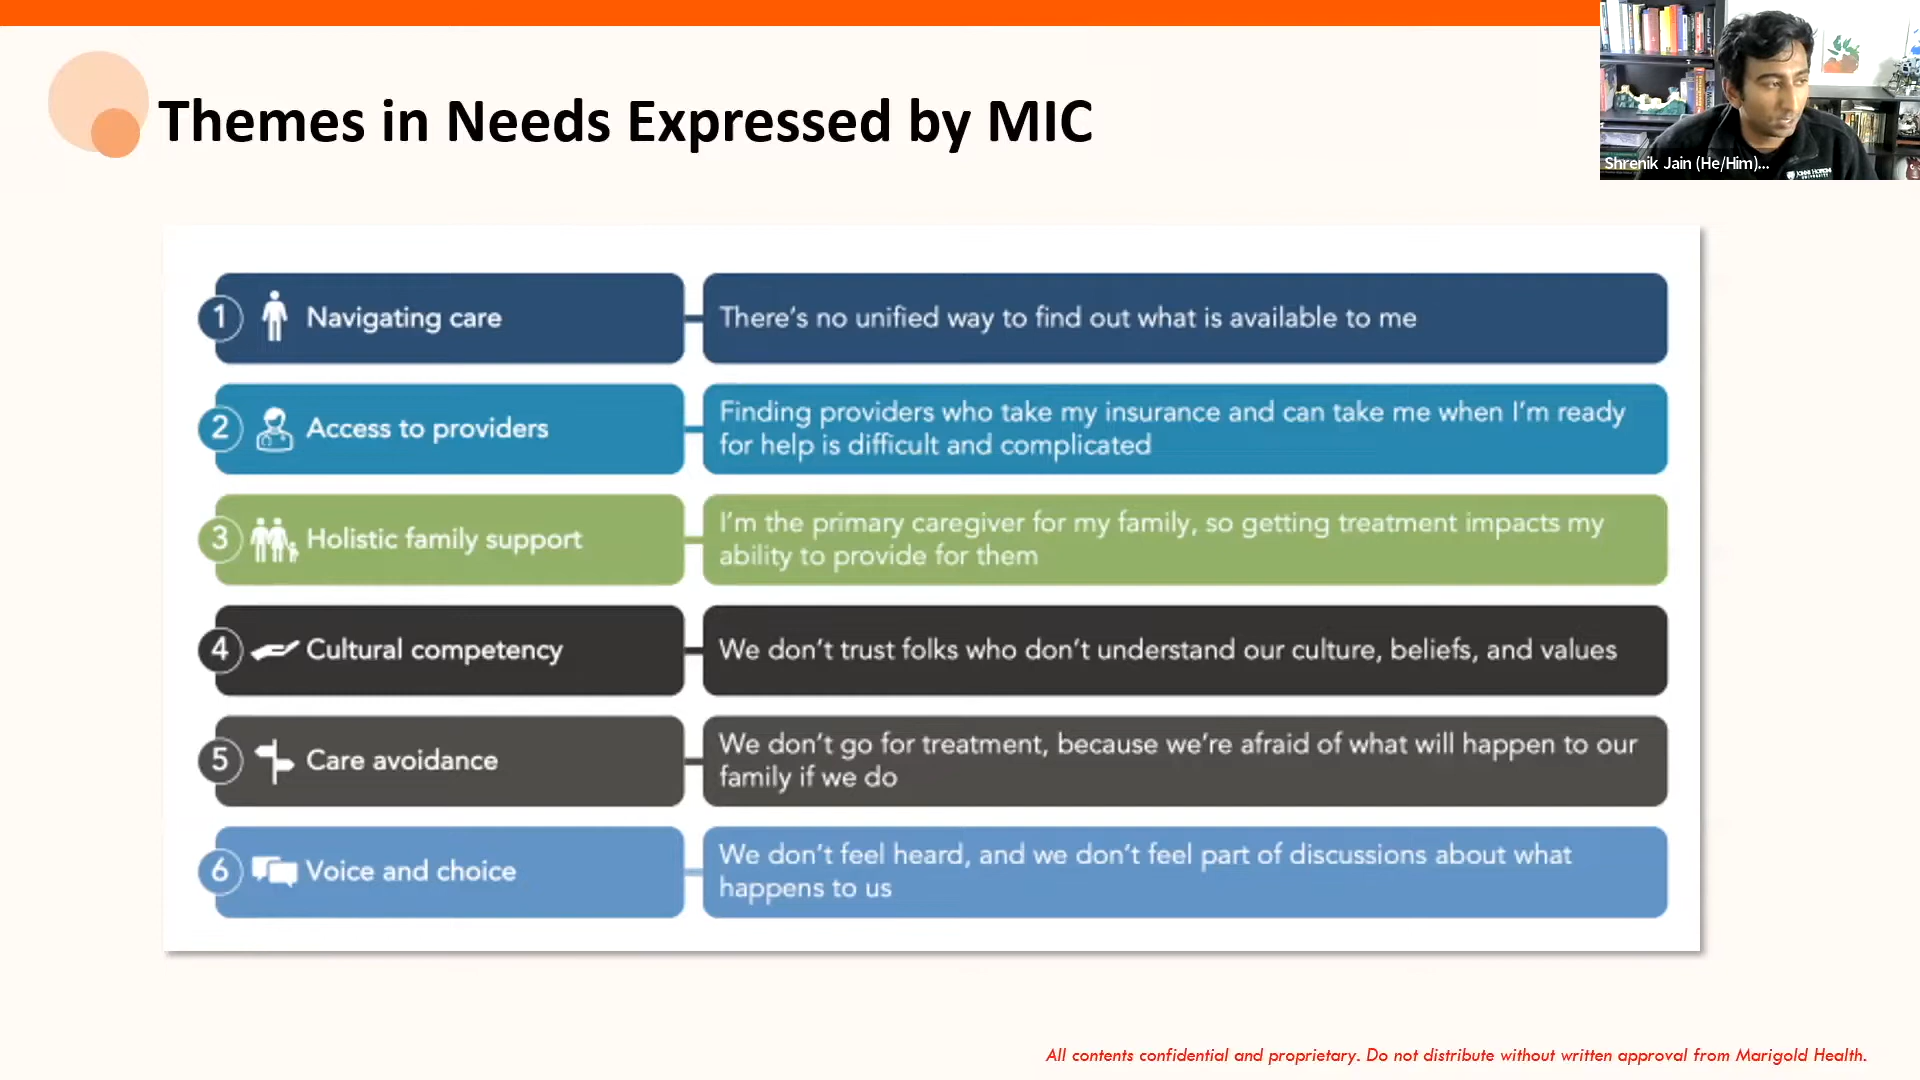 Themes in Needs Expressed by MIC
Shrenik Jain (He/Him)...
JOHNS HOPKINS
UNIVERSITY
1 Navigating care
There's no unified way to find out what is available to me
2 Access to providers
Finding providers who take my insurance and can take me when I'm ready
for help is difficult and complicated
3 Holistic family support
I'm the primary caregiver for my family, so getting treatment impacts my
ability to provide for them
4 Cultural competency
We don't trust folks who don't understand our culture, beliefs, and values
5 Care avoidance
We don't go for treatment, because we're afraid of what will happen to our
family if we do
6 Voice and choice
We don't feel heard, and we don't feel part of discussions about what
happens to us
All contents confidential and proprietary. Do not distribute without written approval from Marigold Health.